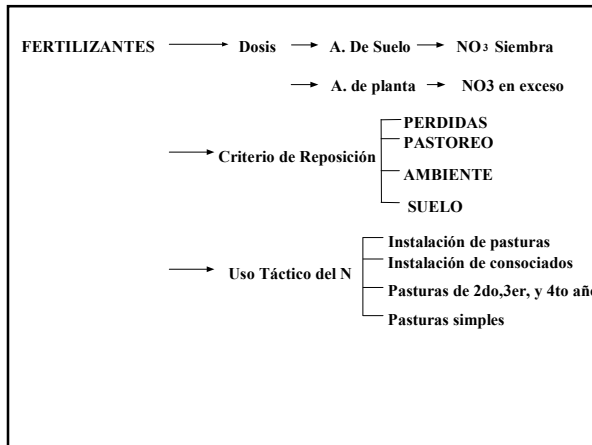 FERTILIZANTES Dosis A. De Suelo NO3 Siembra
A. de planta NO3 en exceso
Criterio de Reposición
PERDIDAS
PASTOREO
AMBIENTE
SUELO
Uso Táctico del N
Instalación de pasturas
Instalación de consociados
Pasturas de 2do,3er, y 4to año
Pasturas simples